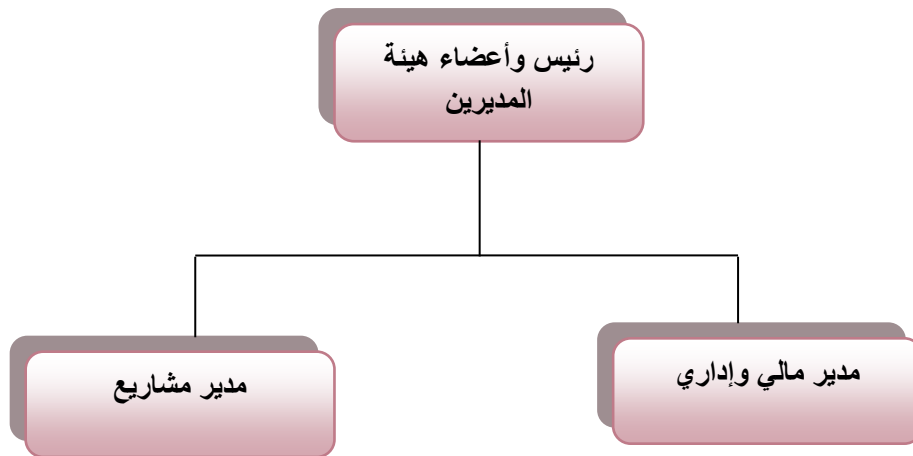 رئيس وأعضاء هيئة
المديرين
مدير مالي وإداري
مدير مشاريع